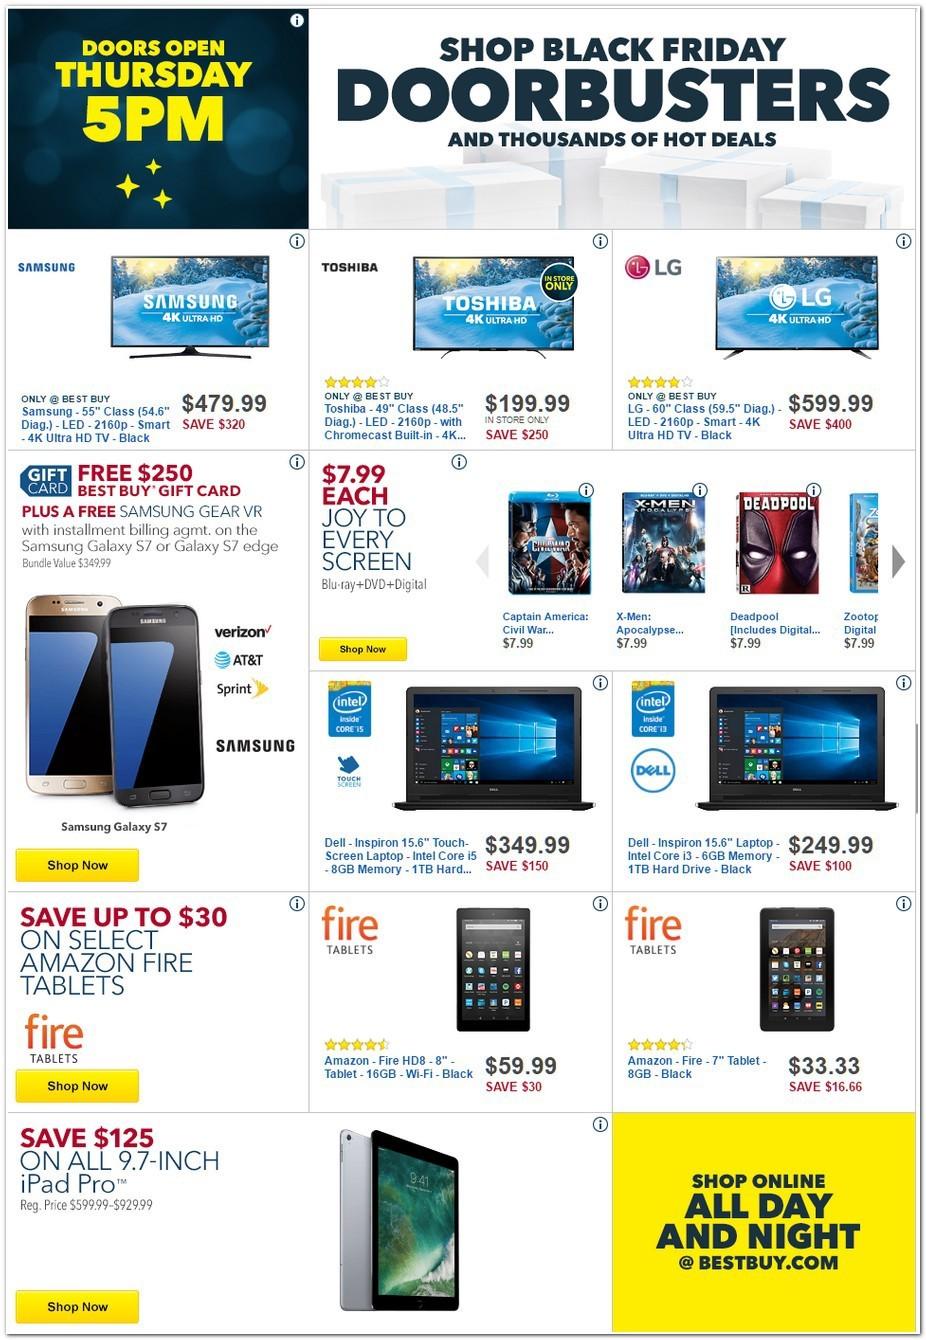 DOORS OPEN
THURSDAY
5PM
SHOP BLACK FRIDAY
DOORBUSTERS
AND THOUSANDS OF HOT DEALS
SAMSUNG
SAMSUNG
4K ULTRA HD
ONLY @ BEST BUY
Samsung - 55" Class (54.6"
Diag.) - LED - 2160p - Smart
- 4K Ultra HD TV - Black
$479.99
SAVE $320
TOSHIBA
IN STORE
ONLY
TOSHIBA
4K ULTRA HD
ONLY @ BEST BUY
Toshiba - 49" Class (48.5"
Diag.) - LED - 2160p - with
Chromecast Built-in - 4K...
$199.99
IN STORE ONLY
SAVE $250
LG
LG
4K ULTRA HD
ONLY @ BEST BUY
LG - 60" Class (59.5" Diag.) -
LED - 2160p - Smart - 4K
Ultra HD TV - Black
$599.99
SAVE $400
GIFT
CARD
FREE $250
BEST BUY® GIFT CARD
PLUS A FREE SAMSUNG GEAR VR
with installment billing agmt. on the
Samsung Galaxy S7 or Galaxy S7 edge
Bundle Value $349.99
SAMSUNG
SAMSUNG
verizon✓
AT&T
Sprint
SAMSUNG
Samsung Galaxy S7
Shop Now
$7.99
EACH
JOY TO
EVERY
SCREEN
Blu-ray+DVD+Digital
Shop Now
CIVIL WAR
Captain America:
Civil War...
$7.99
X-MEN
APOCALYPSE
X-Men:
Apocalypse...
$7.99
DEADPOOL
R
Deadpool
[Includes Digital...
$7.99
Zootop
Digital
$7.99
intel
inside™
CORE i5
TOUCH
SCREEN
DELL
Dell - Inspiron 15.6" Touch-
Screen Laptop - Intel Core i5
- 8GB Memory - 1TB Hard...
$349.99
SAVE $150
intel
inside™
CORE i3
DELL
DELL
Dell - Inspiron 15.6" Laptop -
Intel Core i3 - 6GB Memory -
1TB Hard Drive - Black
$249.99
SAVE $100
SAVE UP TO $30
ON SELECT
AMAZON FIRE
TABLETS
fire
TABLETS
Shop Now
fire
TABLETS
Amazon - Fire HD8 - 8" -
Tablet - 16GB - Wi-Fi - Black
$59.99
SAVE $30
fire
TABLETS
Amazon - Fire - 7" Tablet -
8GB - Black
$33.33
SAVE $16.66
SAVE $125
ON ALL 9.7-INCH
iPad Pro™
Reg. Price $599.99–$929.99
Shop Now
9:41
SHOP ONLINE
ALL DAY
AND NIGHT
@ BESTBUY.COM